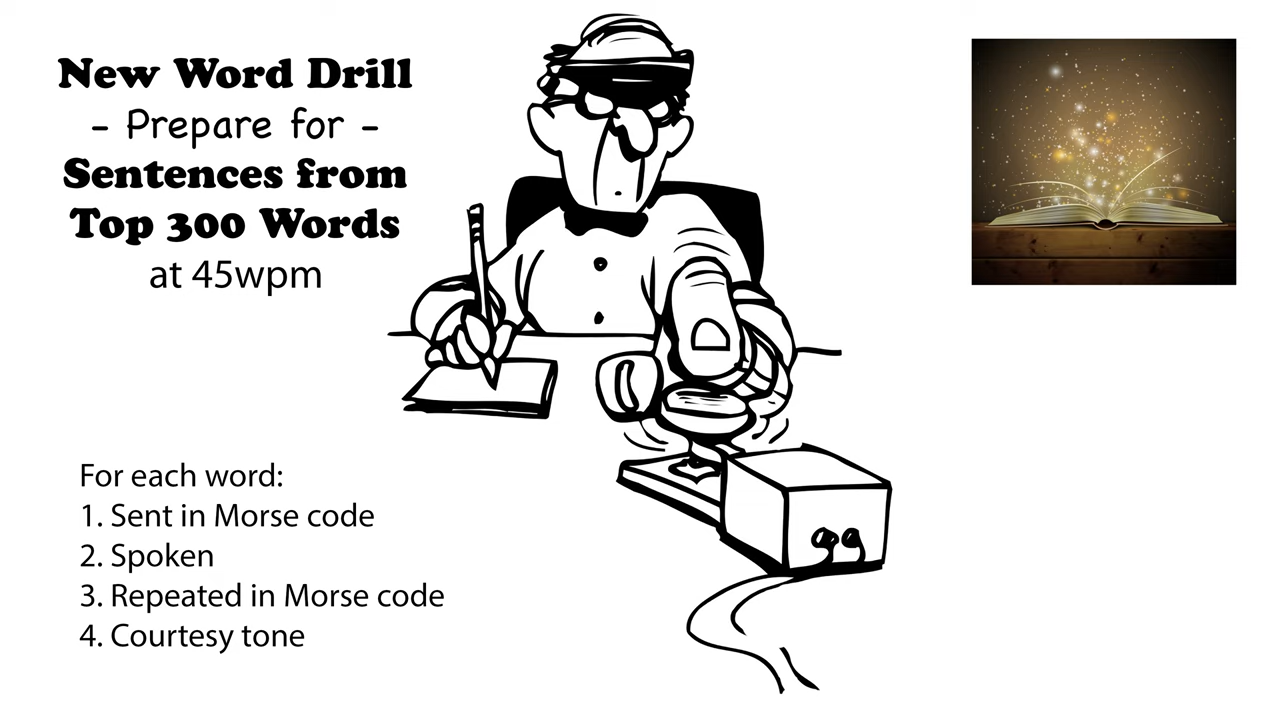 New Word Drill
- Prepare for -
Sentences from
Top 300 Words
at 45wpm
For each word:
1. Sent in Morse code
2. Spoken
3. Repeated in Morse code
4. Courtesy tone